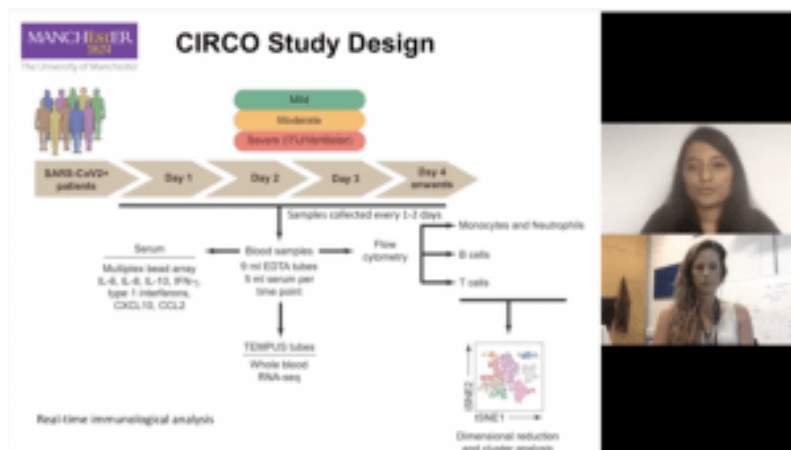 MANCHESTER
1824
The University of Manchester
CIRCO Study Design
Mild
Moderate
Severe (ITU/Ventilator)
SARS-CoV2+
patients
Day 1
Day 2
Day 3
Day 4
onwards
Samples collected every 1-2 days
Serum
Multiplex bead array
IL-6, IL-8, IL-10, IFN-γ,
type 1 interferons,
CXCL10, CCL2
Blood samples
9 ml EDTA tubes
5 ml serum per
time point
Flow
cytometry
Monocytes and Neutrophils
B cells
T cells
TEMPUS tubes
Whole blood
RNA-seq
tSNE2
tSNE1
Real-time immunological analysis
Dimensional reduction
and cluster analysis